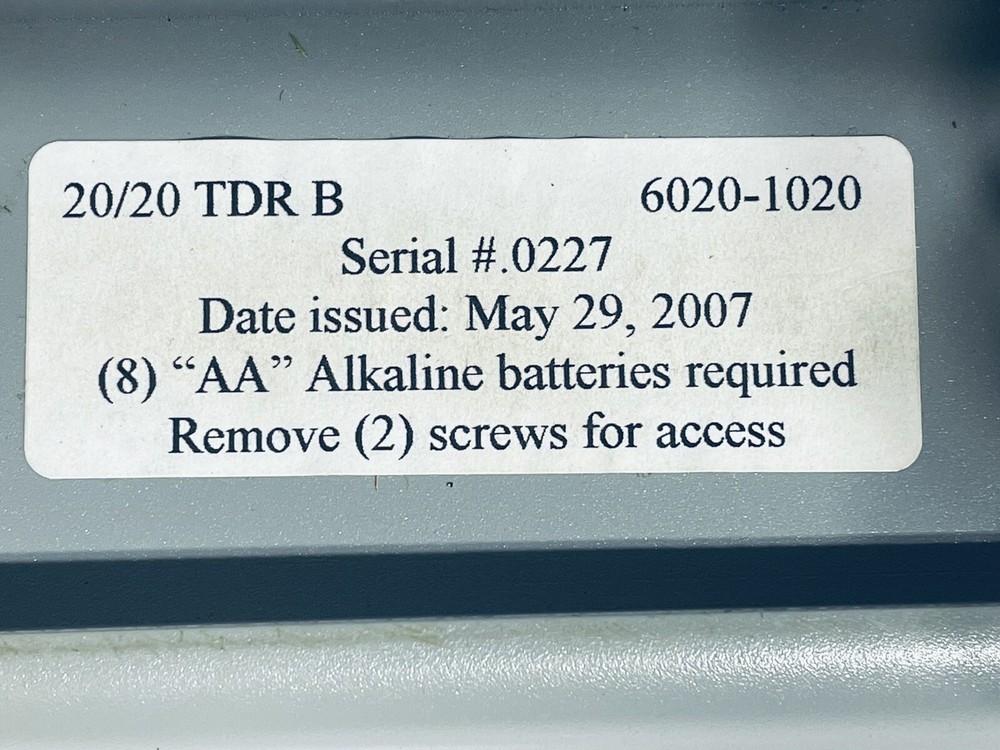 20/20 TDR B 6020-1020
Serial #.0227
Date issued: May 29, 2007
(8) “AA” Alkaline batteries required
Remove (2) screws for access